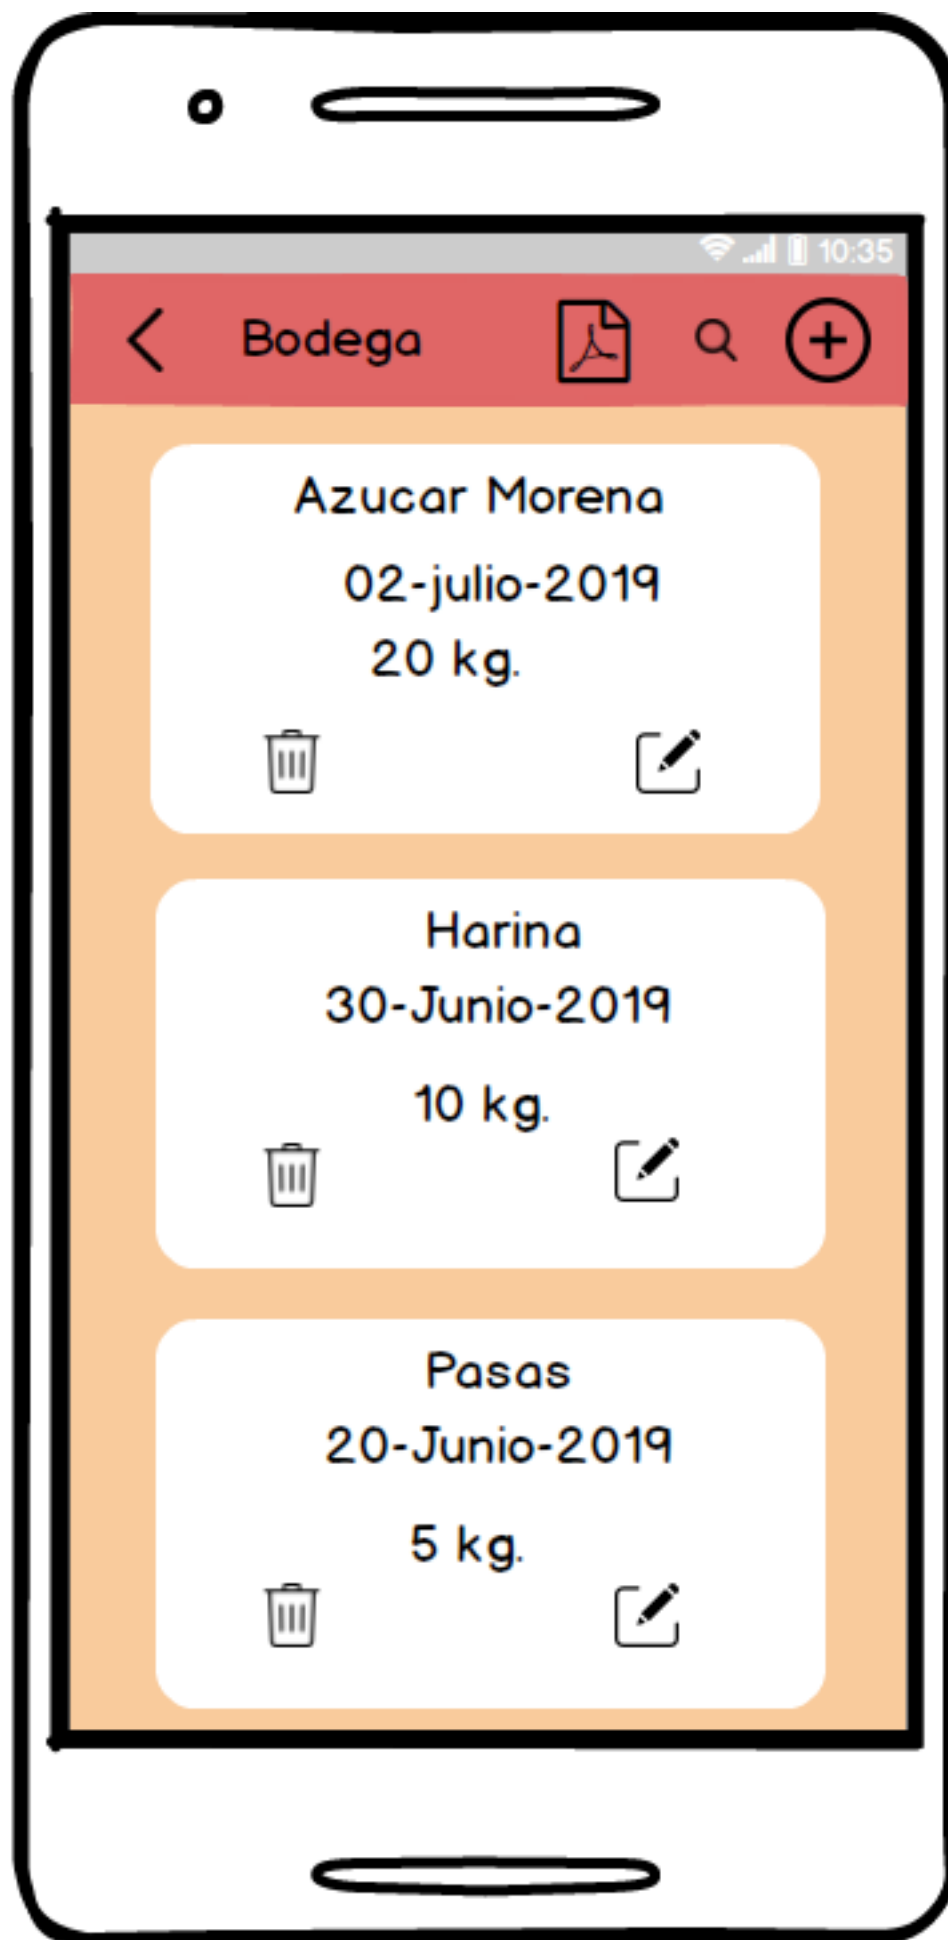 10:35
Bodega
Azucar Morena
02-julio-2019
20 kg.
Harina
30-Junio-2019
10 kg.
Pasas
20-Junio-2019
5 kg.